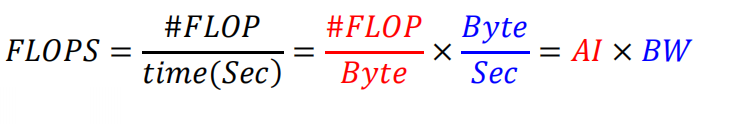 FLOPS = #FLOP / time(Sec) = #FLOP / Byte × Byte / Sec = AI × BW